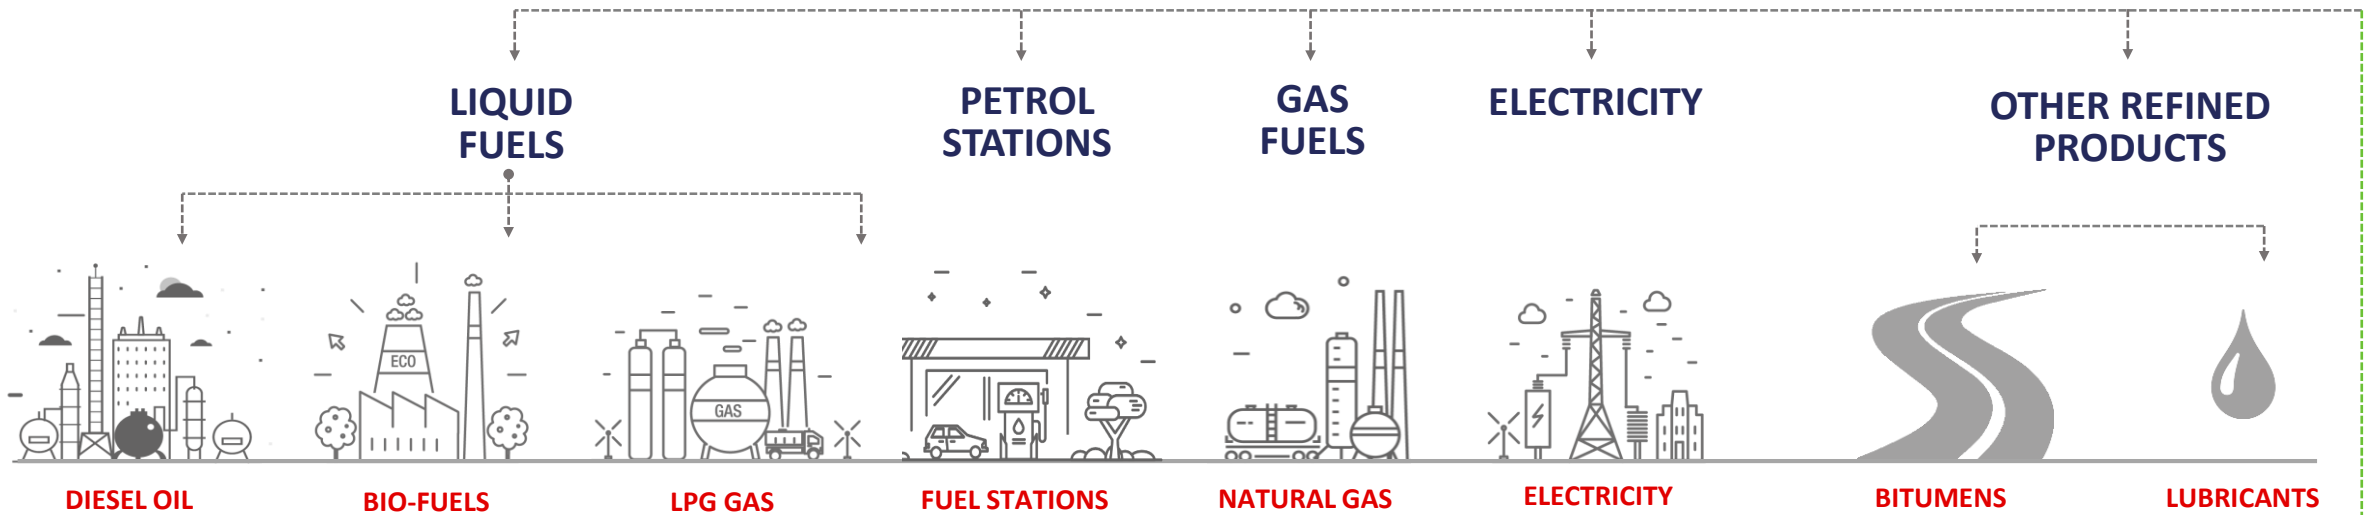 LIQUID
FUELS
PETROL
STATIONS
GAS
FUELS
ELECTRICITY
OTHER REFINED
PRODUCTS
ECO
GAS
DIESEL OIL
BIO-FUELS
LPG GAS
FUEL STATIONS
NATURAL GAS
ELECTRICITY
BITUMENS
LUBRICANTS